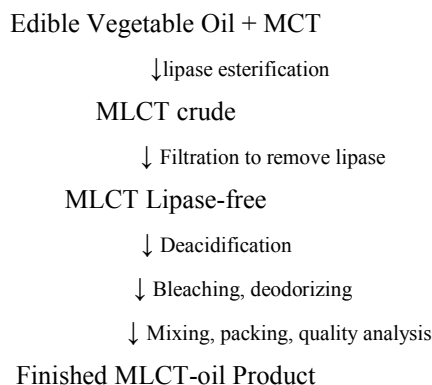 Edible Vegetable Oil + MCT
↓lipase esterification
MLCT crude
↓ Filtration to remove lipase
MLCT Lipase-free
↓ Deacidification
↓ Bleaching, deodorizing
↓ Mixing, packing, quality analysis
Finished MLCT-oil Product